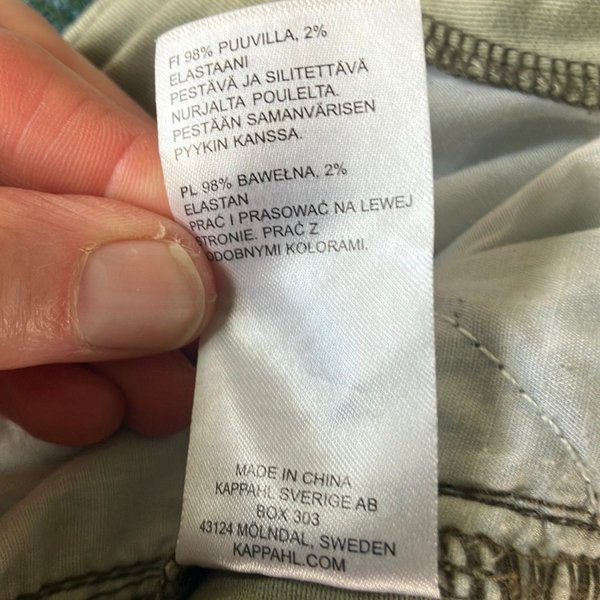 FI 98% PUUVILLA, 2%
ELASTAANI
PESTÄVÄ JA SILITETTÄVÄ
NURJALTA POULELTA.
PESTÄÄN SAMANVÄRISEN
PYYKIN KANSSA.
PL 98% BAWEŁNA, 2%
ELASTAN
PRAĆ I PRASOWAĆ NA LEWEJ
STRONIE. PRAĆ Z
ODOBNYMI KOLORAMI.
MADE IN CHINA
KAPPAHL SVERIGE AB
BOX 303
43124 MÖLNDAL, SWEDEN
KAPPAHL.COM